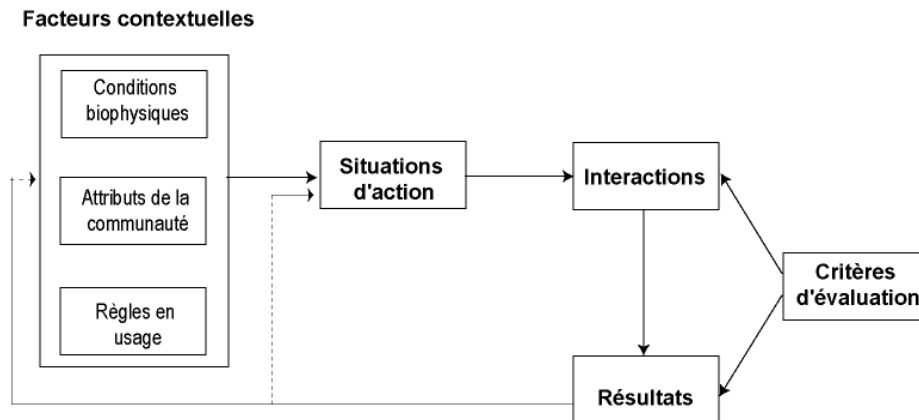 Facteurs contextuelles
Conditions
biophysiques
Attributs de la
communauté
Règles en
usage
Situations
d'action
Interactions
Critères
d'évaluation
Résultats